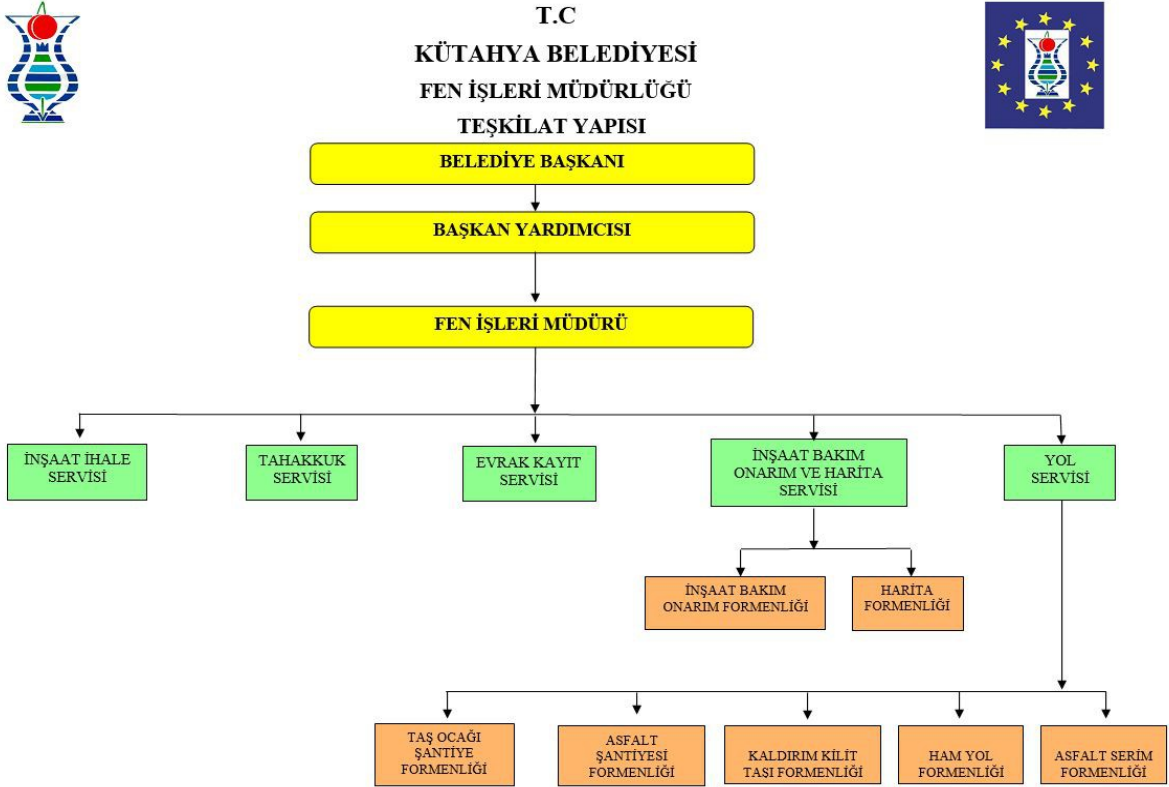 T.C
KÜTAHYA BELEDİYESİ
FEN İŞLERİ MÜDÜRLÜĞÜ
TEŞKİLAT YAPISI
BELEDİYE BAŞKANI
BAŞKAN YARDIMCISI
FEN İŞLERİ MÜDÜRÜ
İNŞAAT İHALE
SERVİSİ
TAHAKKUK
SERVİSİ
EVRAK KAYIT
SERVİSİ
İNŞAAT BAKIM
ONARIM VE HARİTA
SERVİSİ
YOL
SERVİSİ
İNŞAAT BAKIM
ONARIM FORMENLİĞİ
HARİTA
FORMENLİĞİ
TAŞ OCAĞI
ŞANTİYE
FORMENLİĞİ
ASFALT
ŞANTİYESİ
FORMENLİĞİ
KALDIRIM KİLİT
TAŞI FORMENLİĞİ
HAM YOL
FORMENLİĞİ
ASFALT SERİM
FORMENLİĞİ